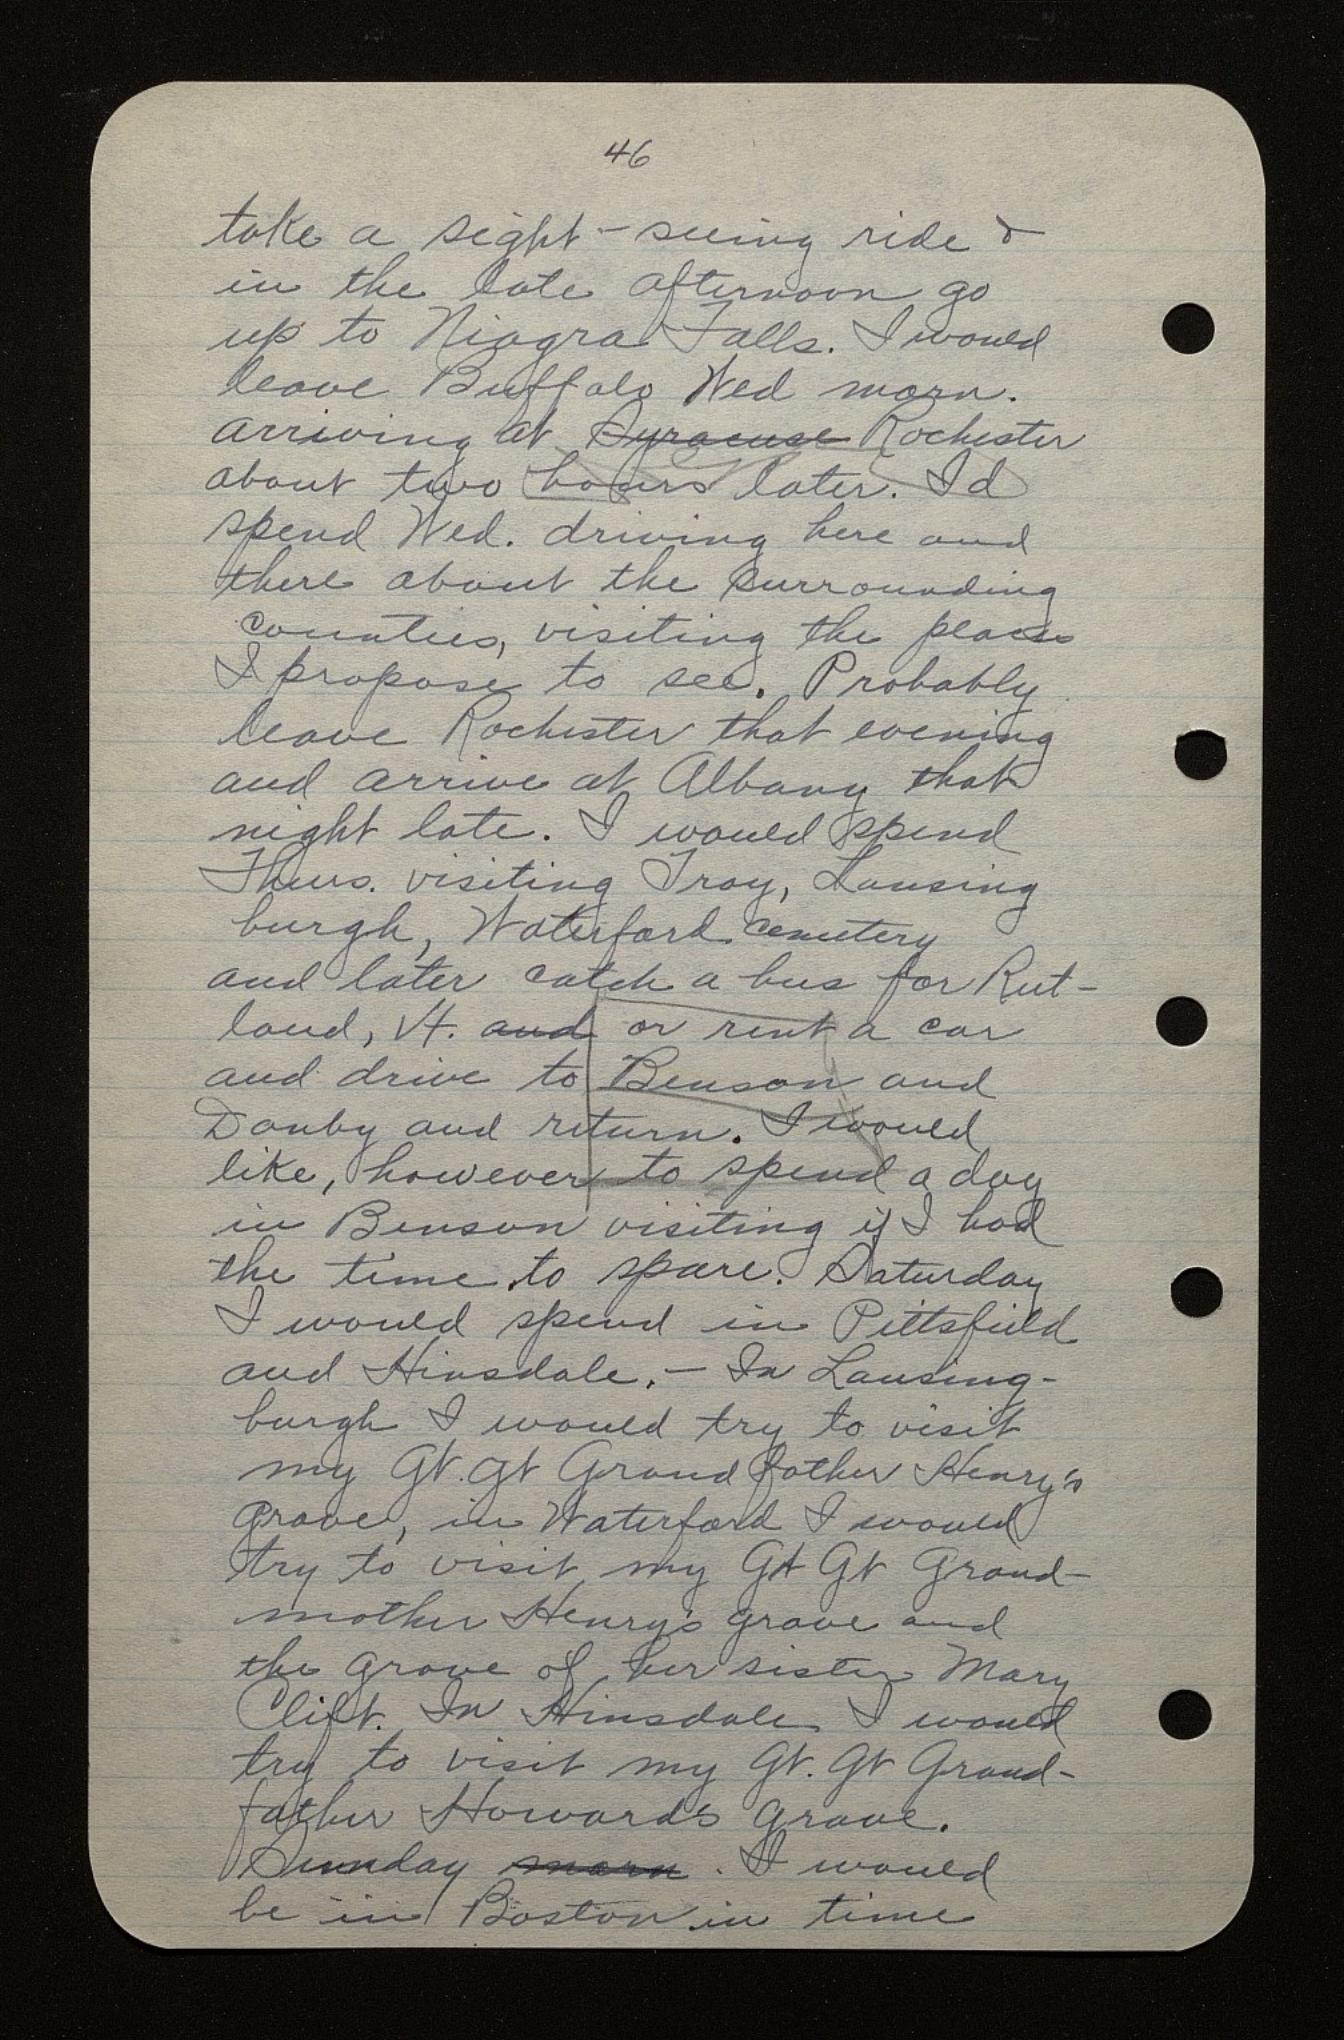 46
take a sight-seeing ride &
in the late afternoon go
up to Niagra Falls. I would
leave Buffalo Wed morn.
arriving at Syracuse Rochester
about two hours later. I'd
spend Wed. driving here and
there about the surrounding
counties, visiting the places
I propose to see. Probably
leave Rochester that evening
and arrive at Albany that
night late. I would spend
Thurs. visiting Troy, Lansing
burgh, Waterford cemetery
and later catch a bus for Rut-
land, Vt. and or rent a car
and drive to Benson and
Danby and return. I would
like, however to spend a day
in Benson visiting if I had
the time to spare. Saturday
I would spend in Pittsfield
and Hinsdale. - In Lansing-
burgh I would try to visit
my Gt. gt Grandfather Henry's
grave, in Waterford I would
try to visit my Gt Gt Grand-
mother Henry's grave and
the grave of her sister Mary
Clift. In Hinsdale I would
try to visit my Gt. Gt Grand-
father Howard's grave.
Sunday morn. I would
be in Boston in time